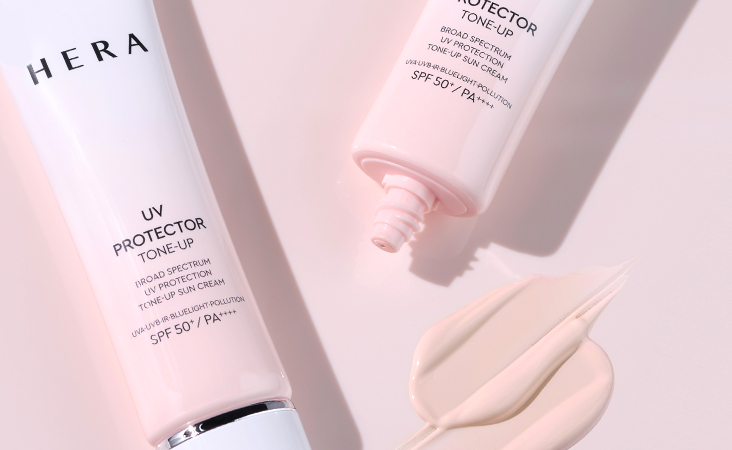 HERA
UV
PROTECTOR
TONE-UP
BROAD SPECTRUM
UV PROTECTION
TONE-UP SUN CREAM
UVA·UVB·IR·BLUELIGHT·POLLUTION
SPF 50+ / PA++++
ROTECTOR
TONE-UP
BROAD SPECTRUM
UV PROTECTION
TONE-UP SUN CREAM
UVA·UVB·IR·BLUELIGHT·POLLUTION
SPF 50+ / PA++++